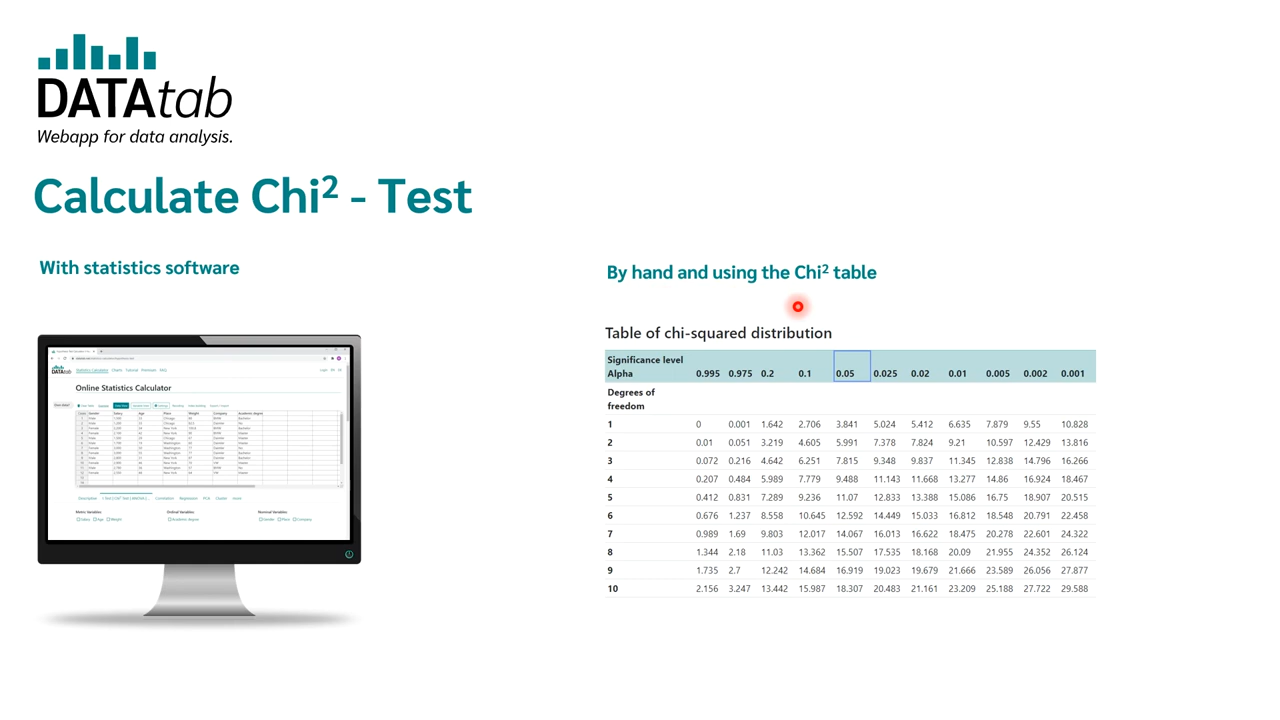 DATAtab
Webapp for data analysis.
Calculate Chi² - Test
With statistics software
Online Statistics Calculator
By hand and using the Chi² table
Table of chi-squared distribution
Significance level
Alpha 0.995 0.975 0.2 0.1 0.05 0.025 0.02 0.01 0.005 0.002 0.001
Degrees of
freedom
1 0 0.001 1.642 2.706 3.841 5.024 5.412 6.635 7.879 9.55 10.828
2 0.01 0.051 3.219 4.605 5.991 7.378 7.824 9.21 10.597 12.429 13.816
3 0.072 0.216 4.642 6.251 7.815 9.348 9.837 11.345 12.838 14.796 16.266
4 0.207 0.484 5.989 7.779 9.488 11.143 11.668 13.277 14.86 16.924 18.467
5 0.412 0.831 7.289 9.236 11.07 12.833 13.388 15.086 16.75 18.907 20.515
6 0.676 1.237 8.558 10.645 12.592 14.449 15.033 16.812 18.548 20.791 22.458
7 0.989 1.69 9.803 12.017 14.067 16.013 16.622 18.475 20.278 22.601 24.322
8 1.344 2.18 11.03 13.362 15.507 17.535 18.168 20.09 21.955 24.352 26.124
9 1.735 2.7 12.242 14.684 16.919 19.023 19.679 21.666 23.589 26.056 27.877
10 2.156 3.247 13.442 15.987 18.307 20.483 21.161 23.209 25.188 27.722 29.588